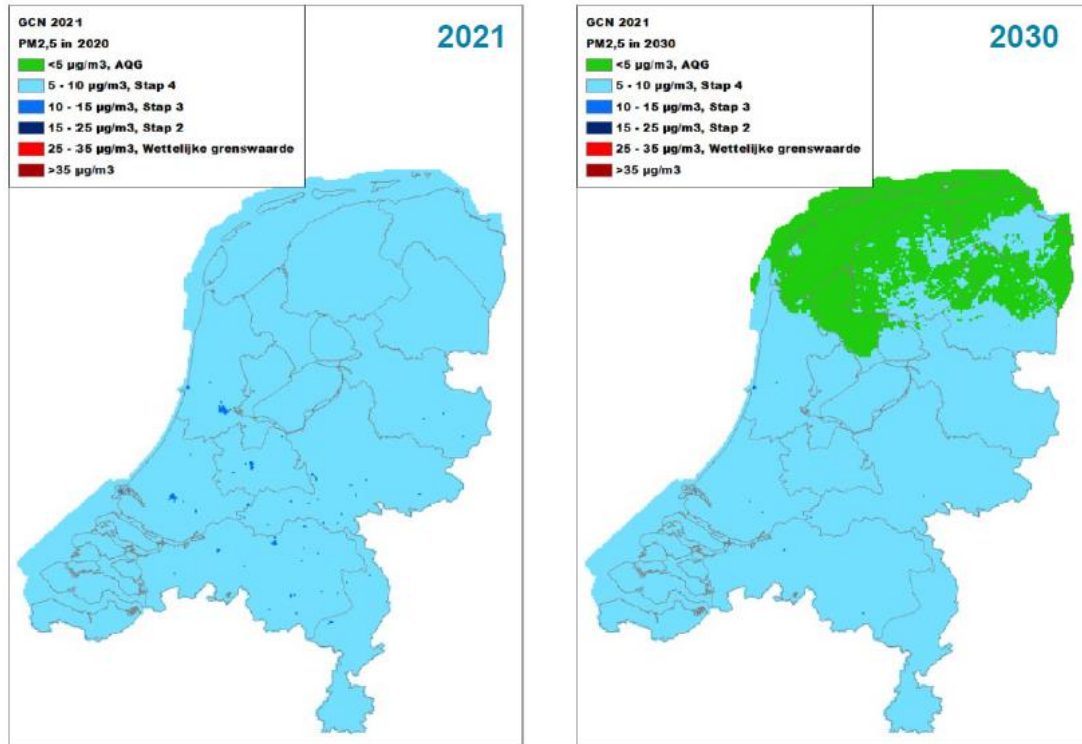 GCN 2021
PM2,5 in 2020
<5 µg/m3, AQG
5 - 10 µg/m3, Stap 4
10 - 15 µg/m3, Stap 3
15 - 25 µg/m3, Stap 2
25 - 35 µg/m3, Wettelijke grenswaarde
>35 µg/m3
2021
GCN 2021
PM2,5 in 2030
<5 µg/m3, AQG
5 - 10 µg/m3, Stap 4
10 - 15 µg/m3, Stap 3
15 - 25 µg/m3, Stap 2
25 - 35 µg/m3, Wettelijke grenswaarde
>35 µg/m3
2030